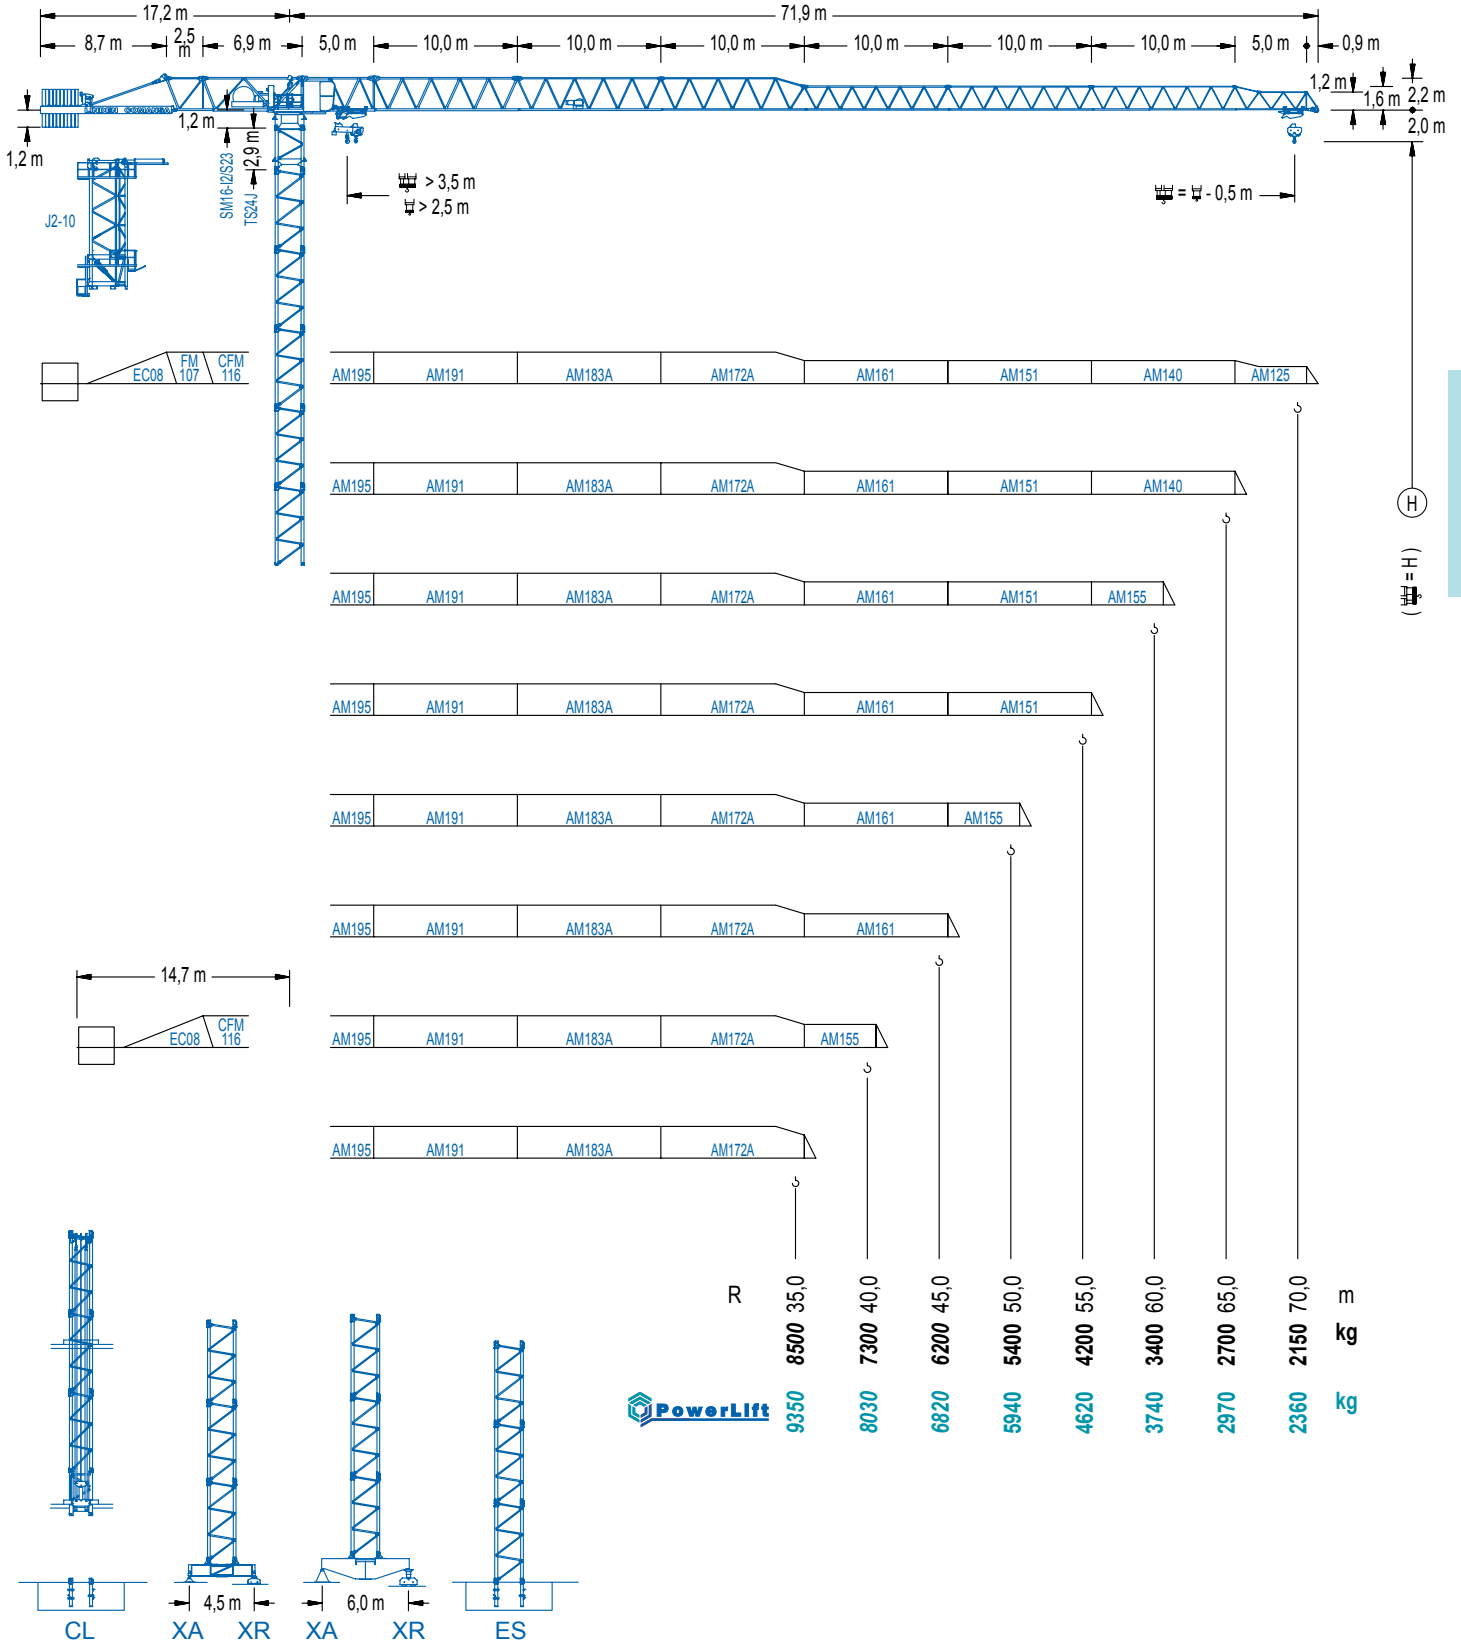 17,2 m 71,9 m
8,7 m 2,5 m 6,9 m 5,0 m 10,0 m 10,0 m 10,0 m 10,0 m 10,0 m 10,0 m 5,0 m 0,9 m
1,2 m 1,6 m 2,2 m
LINDEN COMANSA
1,2 m 2,0 m
1,2 m 2,9 m
SM16-I2/S23
TS24J
J2-10
> 3,5 m
> 2,5 m
= - 0,5 m
EC08 FM 107 CFM 116 AM195 AM191 AM183A AM172A AM161 AM151 AM140 AM125
AM195 AM191 AM183A AM172A AM161 AM151 AM140
H
( H = )
AM195 AM191 AM183A AM172A AM161 AM151 AM155
AM195 AM191 AM183A AM172A AM161 AM151
AM195 AM191 AM183A AM172A AM161 AM155
AM195 AM191 AM183A AM172A AM161
14,7 m
EC08 CFM 116 AM195 AM191 AM183A AM172A AM155
AM195 AM191 AM183A AM172A
R 35,0 40,0 45,0 50,0 55,0 60,0 65,0 70,0 m
8500 7300 6200 5400 4200 3400 2700 2150 kg
PowerLift 9350 8030 6820 5940 4620 3740 2970 2360 kg
4,5 m 6,0 m
CL XA XR XA XR ES